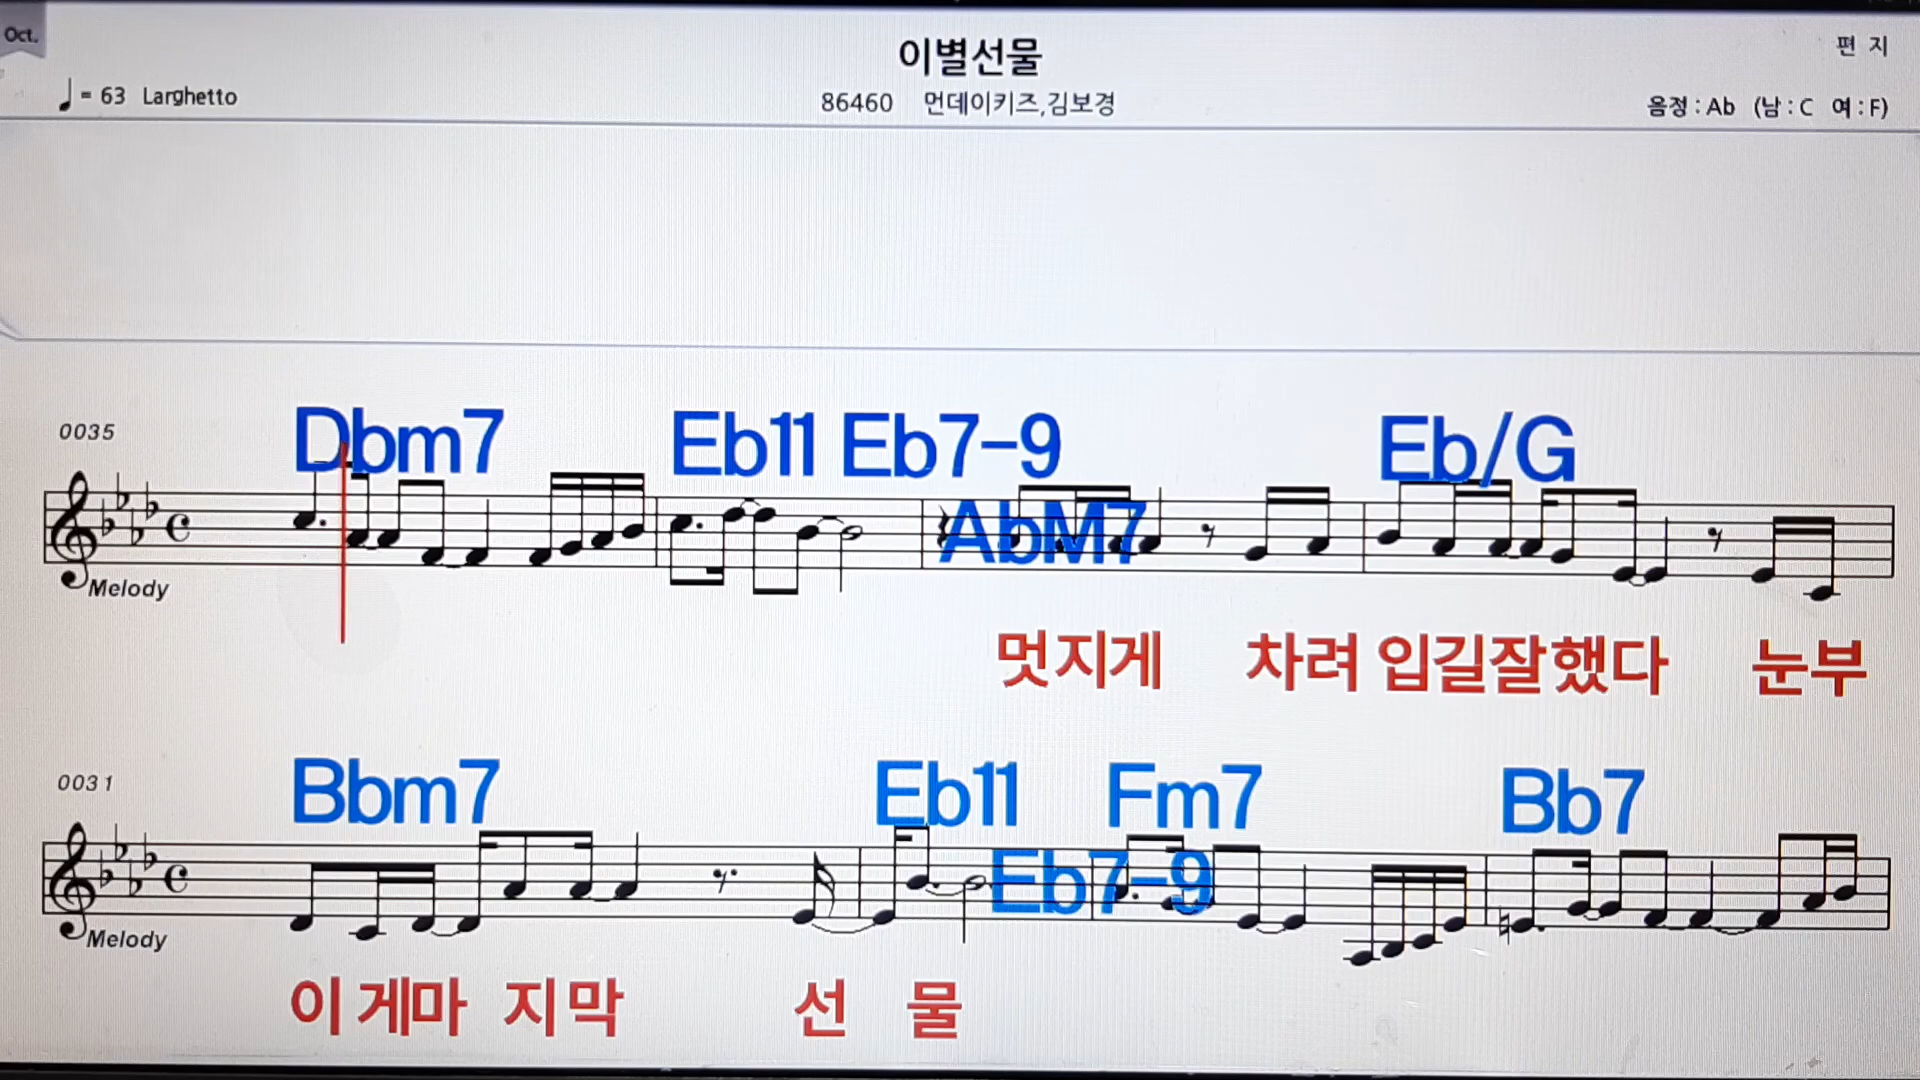 Oct.
이별선물
편 지
♩= 63 Larghetto
86460 먼데이키즈,김보경
음정 : Ab (남 : C 여 : F)
0035
Dbm7 Eb11 Eb7-9 AbM7 Eb/G
Melody
멋지게 차려 입길잘했다 눈부
0031
Bbm7 Eb11 Eb7-9 Fm7 Bb7
Melody
이게마 지막 선 물